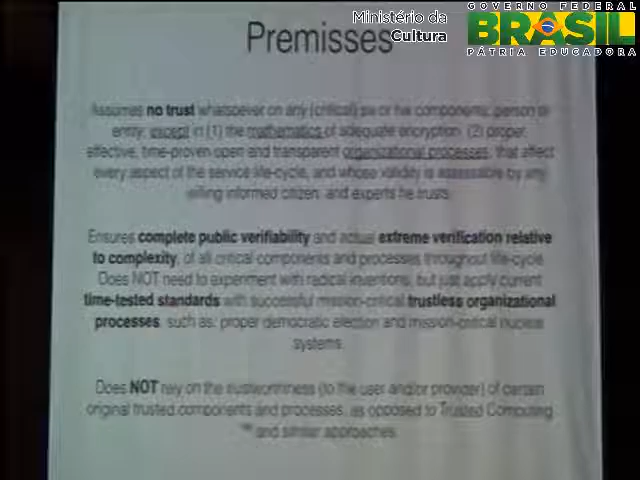 GOVERNO FEDERAL
Ministério da
Cultura
BRASIL
PÁTRIA EDUCADORA
Premisses
Assumes no trust whatsoever on any (critical) sw or hw components, person or
entity, except in (1) the mathematics of adequate encryption (2) proper,
effective, time-proven open and transparent organizational processes, that affect
every aspect of the service life-cycle, and whose validity is assessable by any
willing informed citizen, and experts he trusts.
Ensures complete public verifiability and actual extreme verification relative
to complexity, of all critical components and processes throughout life-cycle.
Does NOT need to experiment with radical inventions, but just apply current
time-tested standards with successful mission-critical trustless organizational
processes, such as: proper democratic election and mission-critical nuclear
systems.
Does NOT rely on the trustworthiness (to the user and/or provider) of certain
original trusted components and processes, as opposed to Trusted Computing
and similar approaches.